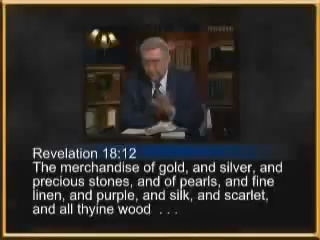 Revelation 18:12
The merchandise of gold, and silver, and
precious stones, and of pearls, and fine
linen, and purple, and silk, and scarlet,
and all thyine wood . . .